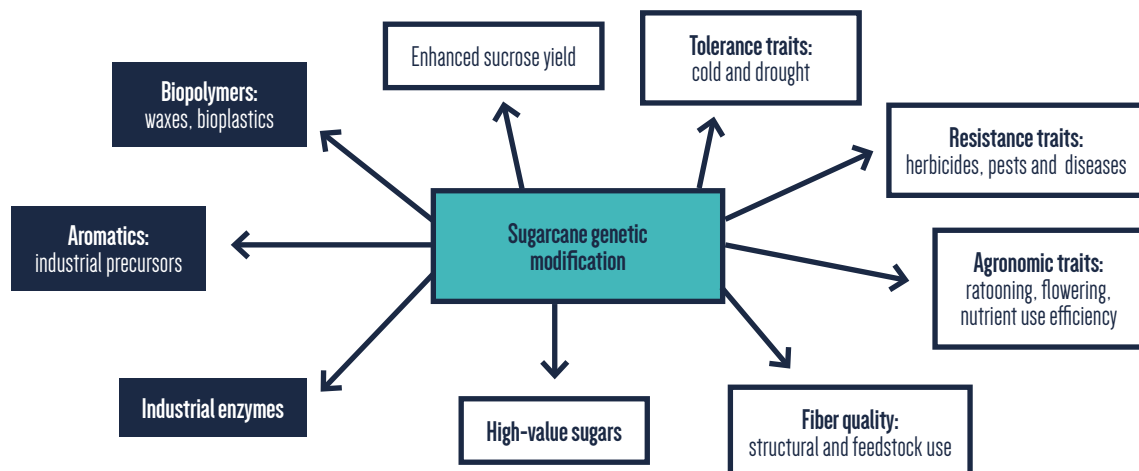 Enhanced sucrose yield
Tolerance traits:
cold and drought
Biopolymers:
waxes, bioplastics
Resistance traits:
herbicides, pests and diseases
Aromatics:
industrial precursors
Sugarcane genetic
modification
Agronomic traits:
ratooning, flowering,
nutrient use efficiency
Industrial enzymes
High-value sugars
Fiber quality:
structural and feedstock use